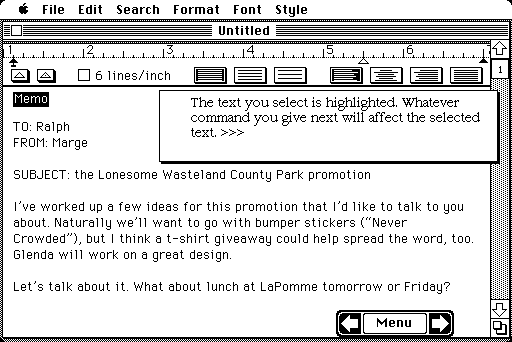 File Edit Search Format Font Style
Untitled
1 2 3 4 5 6 7
6 lines/inch
1
Memo
The text you select is highlighted. Whatever
command you give next will affect the selected
text. >>>
TO: Ralph
FROM: Marge
SUBJECT: the Lonesome Wasteland County Park promotion
I've worked up a few ideas for this promotion that I'd like to talk to you
about. Naturally we'll want to go with bumper stickers ("Never
Crowded"), but I think a t-shirt giveaway could help spread the word, too.
Glenda will work on a great design.
Let's talk about it. What about lunch at LaPomme tomorrow or Friday?
Menu